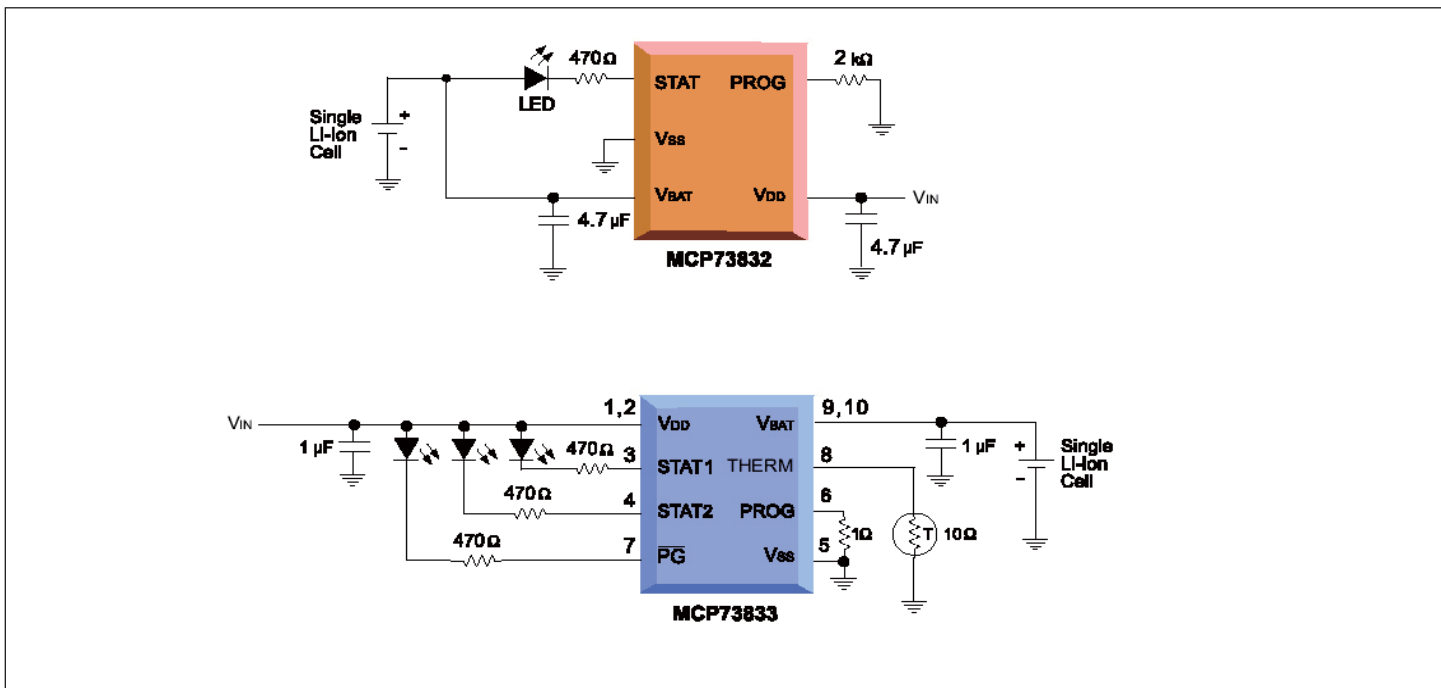 470Ω
2 kΩ
STAT
PROG
LED
Single
Li-Ion
Cell
+
-
VSS
VBAT
VDD
VIN
4.7 µF
4.7 µF
MCP73832
VIN
1,2
9,10
VDD
VBAT
1 µF
470Ω
3
STAT1
THERM
8
1 µF
+
-
Single
Li-Ion
Cell
470Ω
4
STAT2
PROG
6
1Ω
T
10Ω
470Ω
7
PG
VSS
5
MCP73833